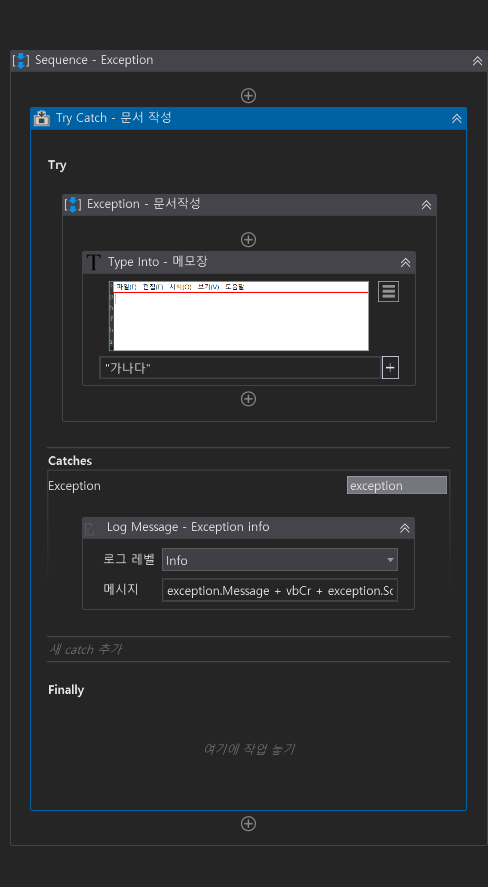 Sequence - Exception
Try Catch - 문서 작성
Try
Exception - 문서작성
Type Into - 메모장
파일(F) 편집(E) 서식(O) 보기(V) 도움말
"가나다"
Catches
Exception
exception
Log Message - Exception info
로그 레벨
Info
메시지
exception.Message + vbCr + exception.Sc
새 catch 추가
Finally
여기에 작업 놓기